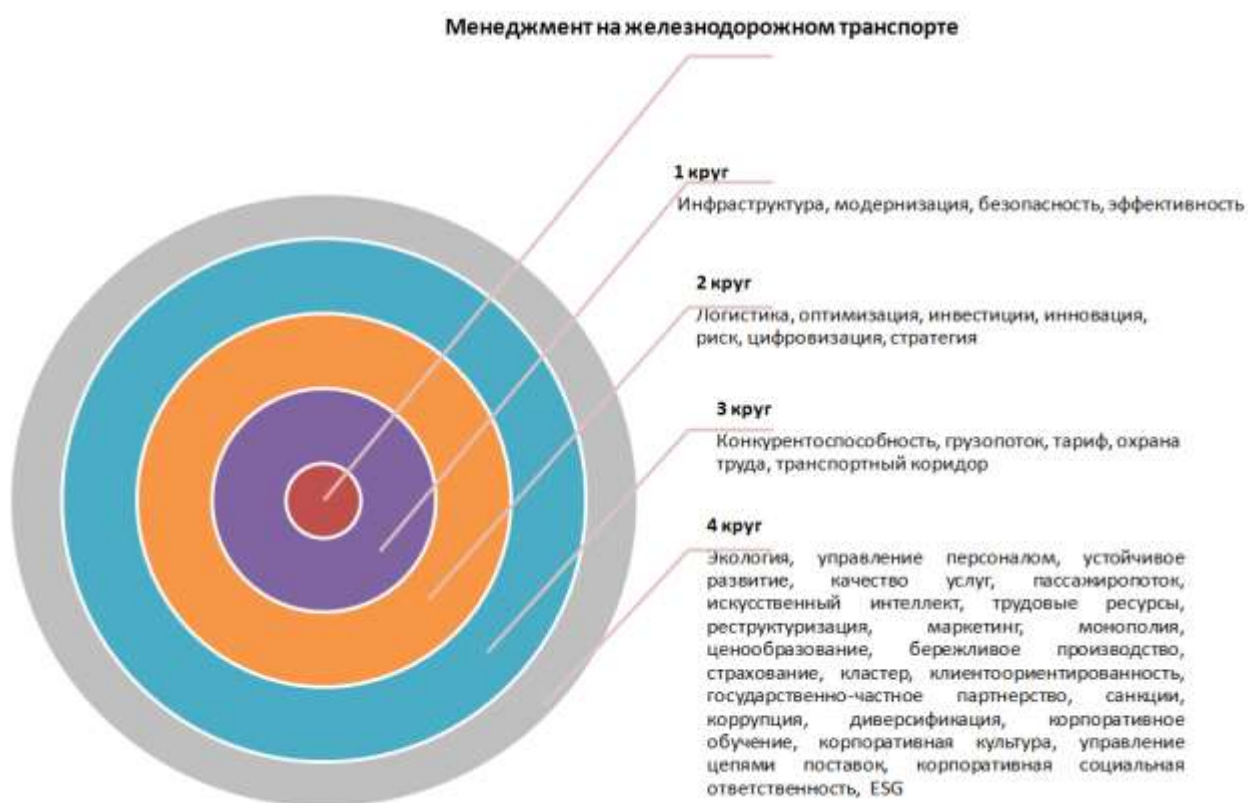 Менеджмент на железнодорожном транспорте
1 круг
Инфраструктура, модернизация, безопасность, эффективность
2 круг
Логистика, оптимизация, инвестиции, инновация,
риск, цифровизация, стратегия
3 круг
Конкурентоспособность, грузопоток, тариф, охрана
труда, транспортный коридор
4 круг
Экология, управление персоналом, устойчивое
развитие, качество услуг, пассажиропоток,
искусственный интеллект, трудовые ресурсы,
реструктуризация, маркетинг, монополия,
ценообразование, бережливое производство,
страхование, кластер, клиентоориентированность,
государственно-частное партнерство, санкции,
коррупция, диверсификация, корпоративное
обучение, корпоративная культура, управление
цепями поставок, корпоративная социальная
ответственность, ESG